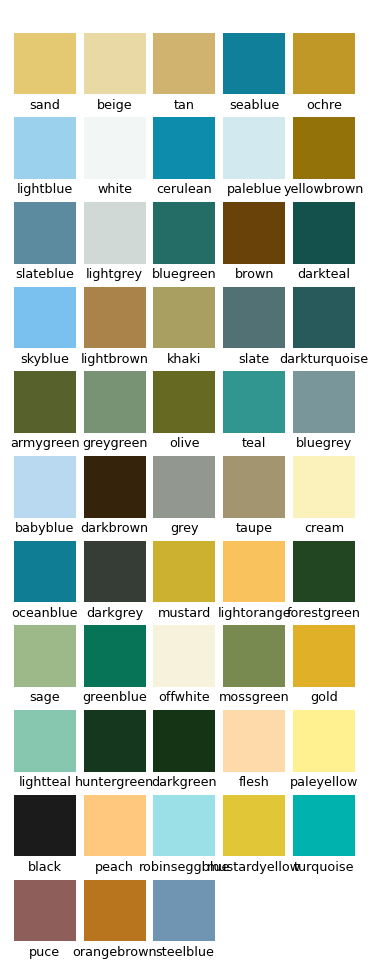 sand beige tan seablue ochre
lightblue white cerulean paleblue yellowbrown
slateblue lightgrey bluegreen brown darkteal
skyblue lightbrown khaki slate darkturquoise
armygreen greygreen olive teal bluegrey
babyblue darkbrown grey taupe cream
oceanblue darkgrey mustard lightorange forestgreen
sage greenblue offwhite mossgreen gold
lightteal huntergreen darkgreen flesh paleyellow
black peach robinseggblue mustardyellow turquoise
puce orangebrown steelblue